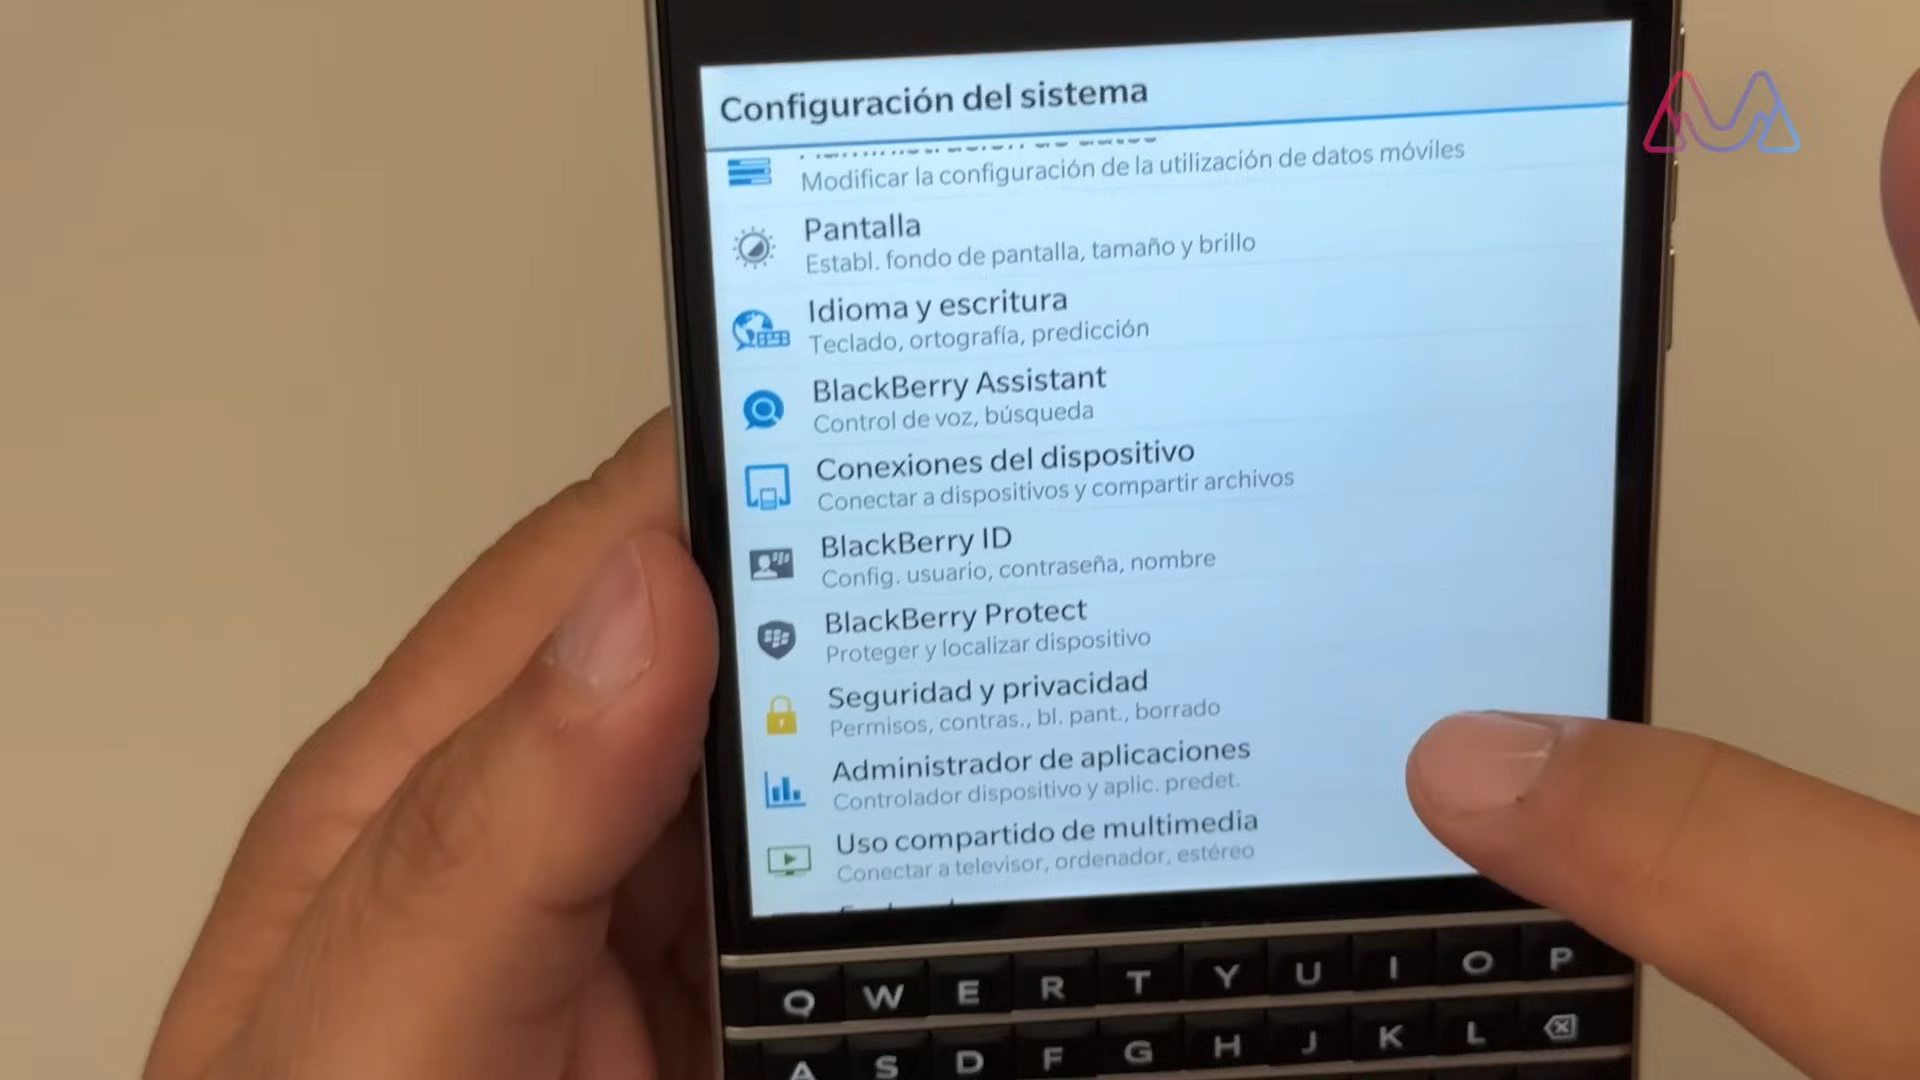 Configuración del sistema
Modificar la configuración de la utilización de datos móviles
Pantalla
Establ. fondo de pantalla, tamaño y brillo
Idioma y escritura
Teclado, ortografía, predicción
BlackBerry Assistant
Control de voz, búsqueda
Conexiones del dispositivo
Conectar a dispositivos y compartir archivos
BlackBerry ID
Config. usuario, contraseña, nombre
BlackBerry Protect
Proteger y localizar dispositivo
Seguridad y privacidad
Permisos, contras., bl. pant., borrado
Administrador de aplicaciones
Controlador dispositivo y aplic. predet.
Uso compartido de multimedia
Conectar a televisor, ordenador, estéreo
Q W E R T Y U I O P
A S D F G H J K L